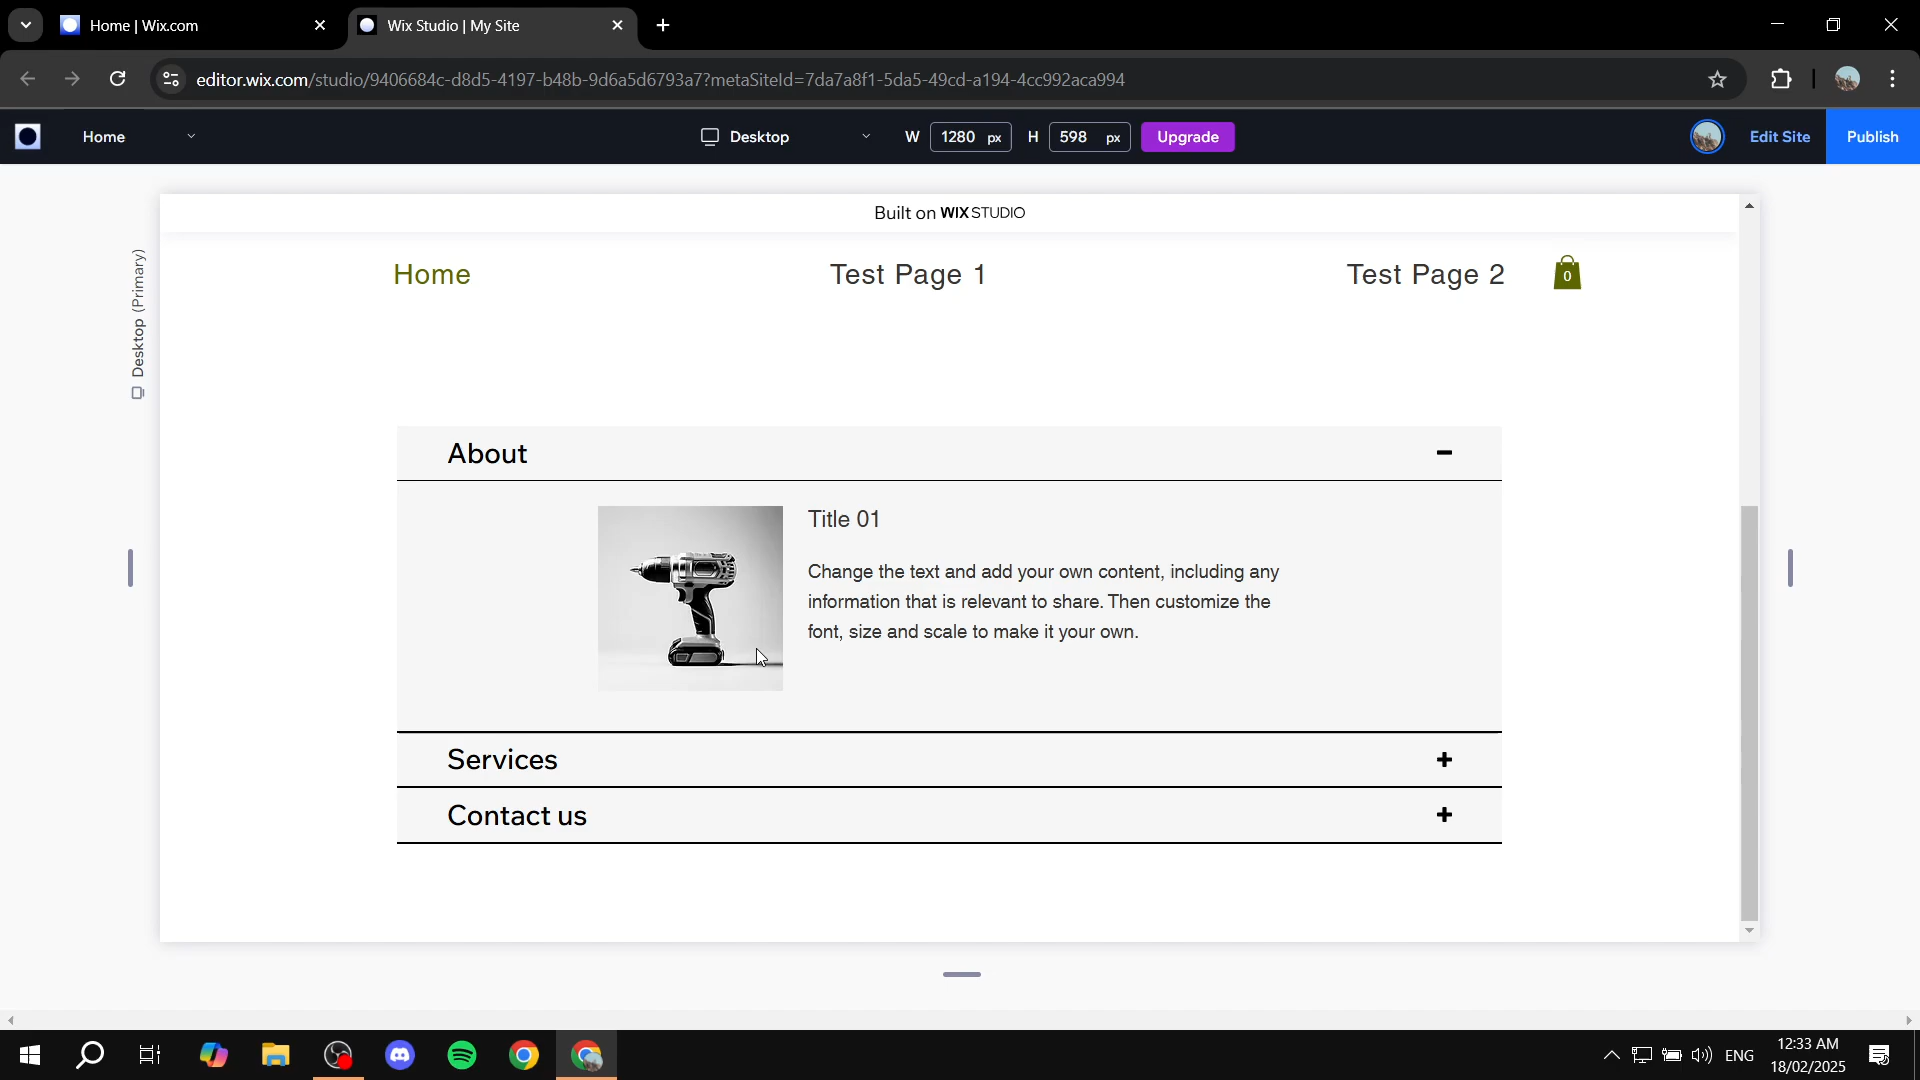 Home | Wix.com
Wix Studio | My Site
editor.wix.com/studio/9406684c-d8d5-4197-b48b-9d6a5d6793a7?metaSiteId=7da7a8f1-5da5-49cd-a194-4cc992aca994
Home
Desktop
W 1280 px H 598 px
Upgrade
Edit Site
Publish
Desktop (Primary)
Built on WIX STUDIO
Home
Test Page 1
Test Page 2
0
About
Title 01
Change the text and add your own content, including any
information that is relevant to share. Then customize the
font, size and scale to make it your own.
Services
Contact us
ENG
12:33 AM
18/02/2025